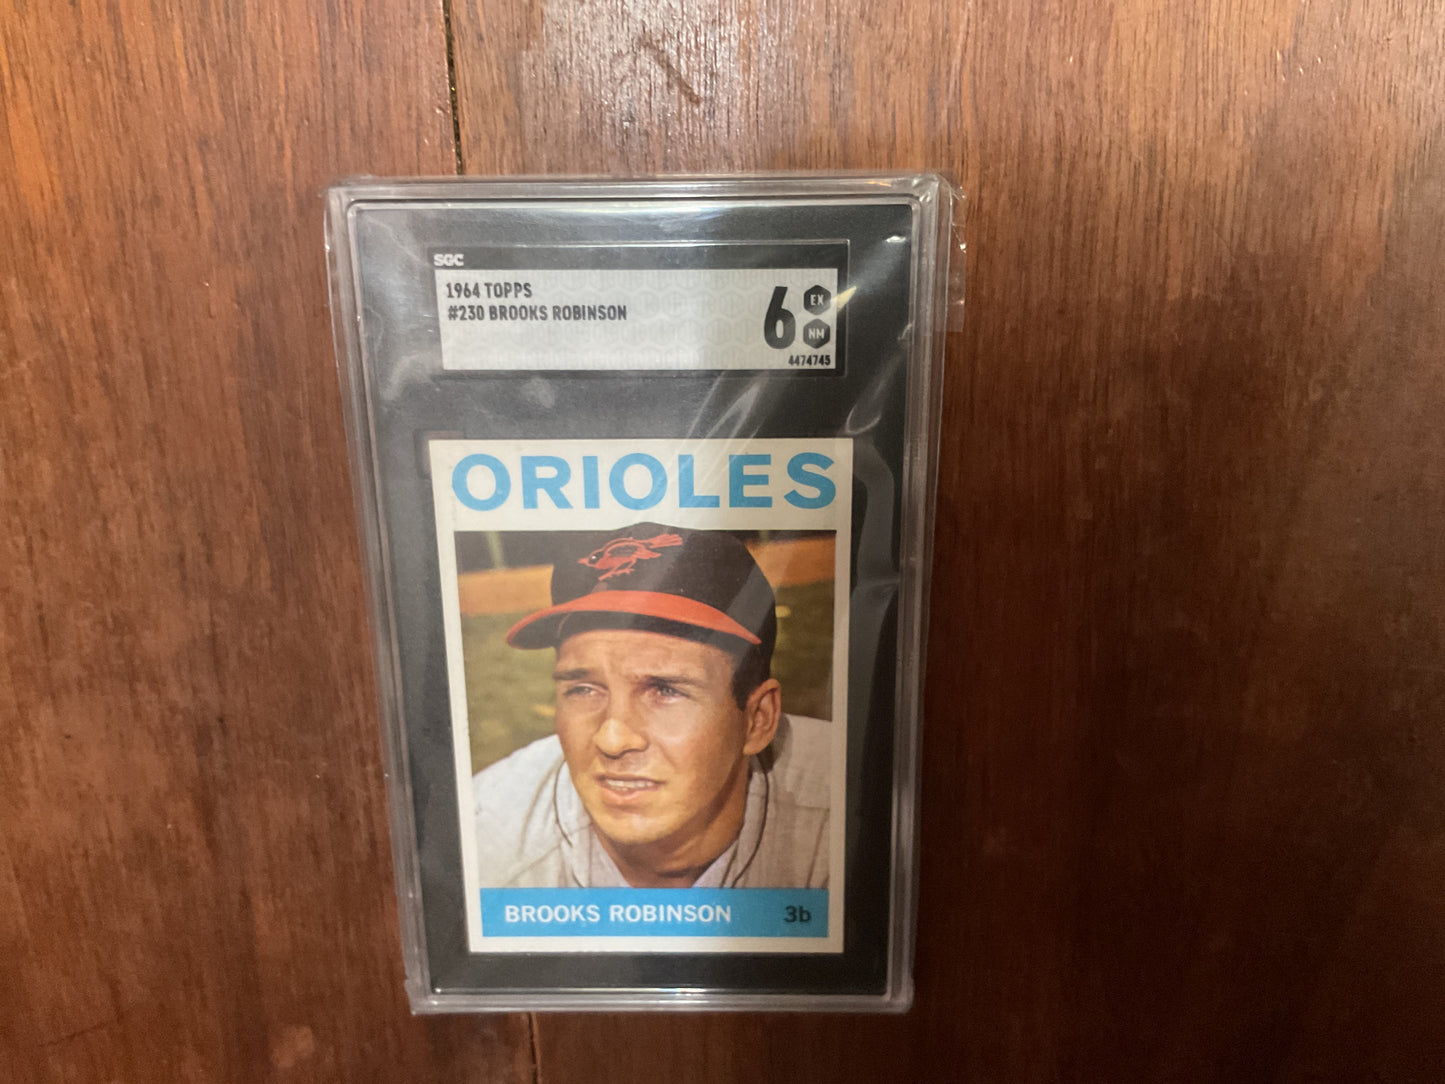 SGC
1964 TOPPS
#230 BROOKS ROBINSON
6 EX
NM
4474745
ORIOLES
BROOKS ROBINSON 3b